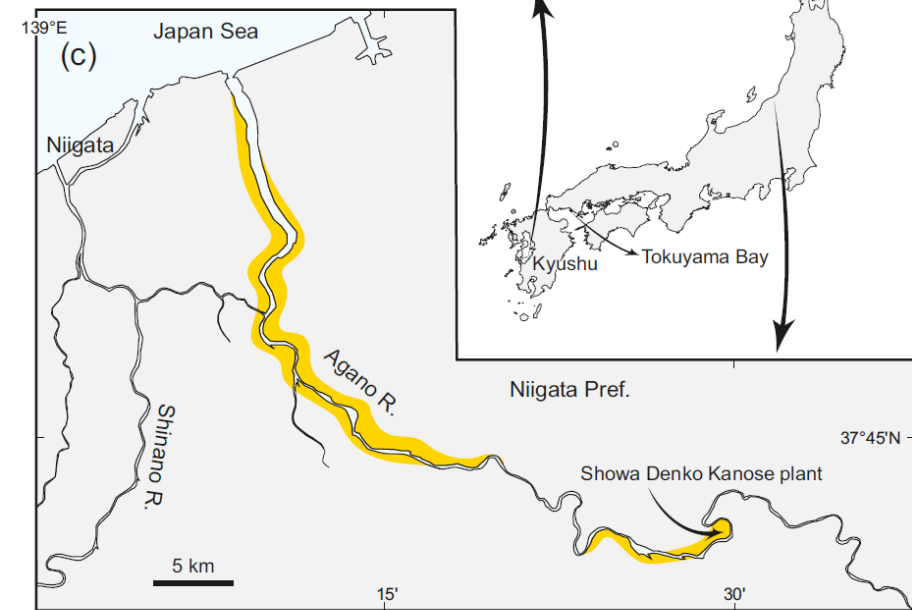 139°E
Japan Sea
(c)
Niigata
Kyushu
Tokuyama Bay
Agano R.
Niigata Pref.
Shinano R.
37°45'N
Showa Denko Kanose plant
5 km
15'
30'